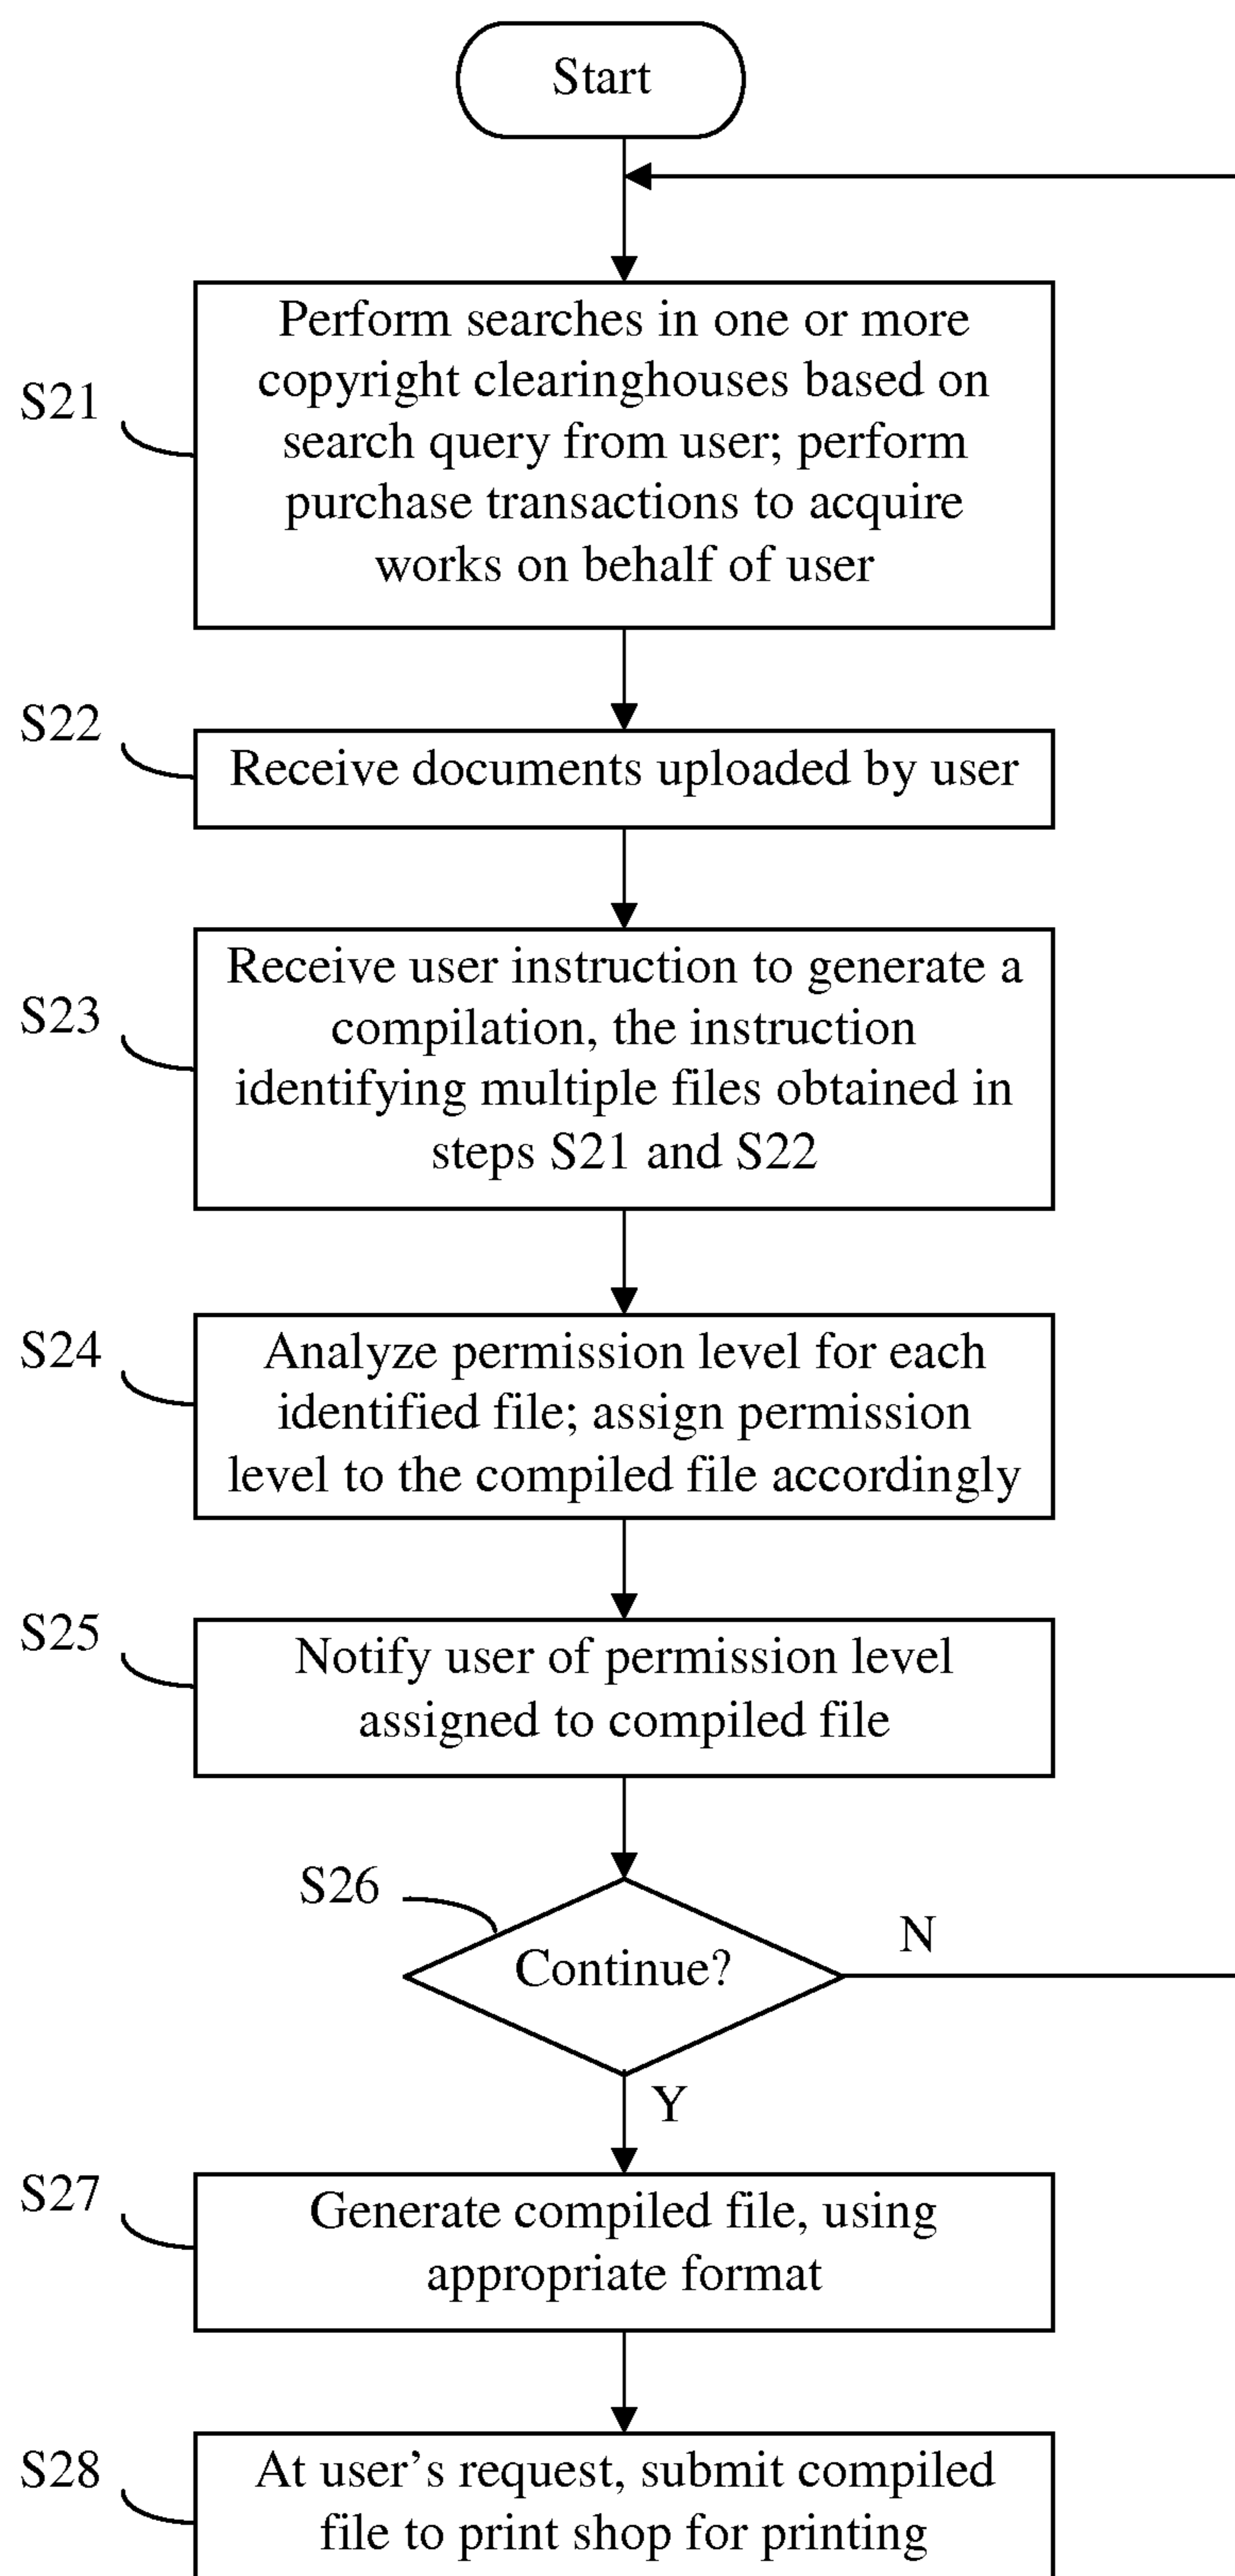 Start
S21
Perform searches in one or more
copyright clearinghouses based on
search query from user; perform
purchase transactions to acquire
works on behalf of user
S22
Receive documents uploaded by user
S23
Receive user instruction to generate a
compilation, the instruction
identifying multiple files obtained in
steps S21 and S22
S24
Analyze permission level for each
identified file; assign permission
level to the compiled file accordingly
S25
Notify user of permission level
assigned to compiled file
S26
Continue?
N
Y
S27
Generate compiled file, using
appropriate format
S28
At user’s request, submit compiled
file to print shop for printing